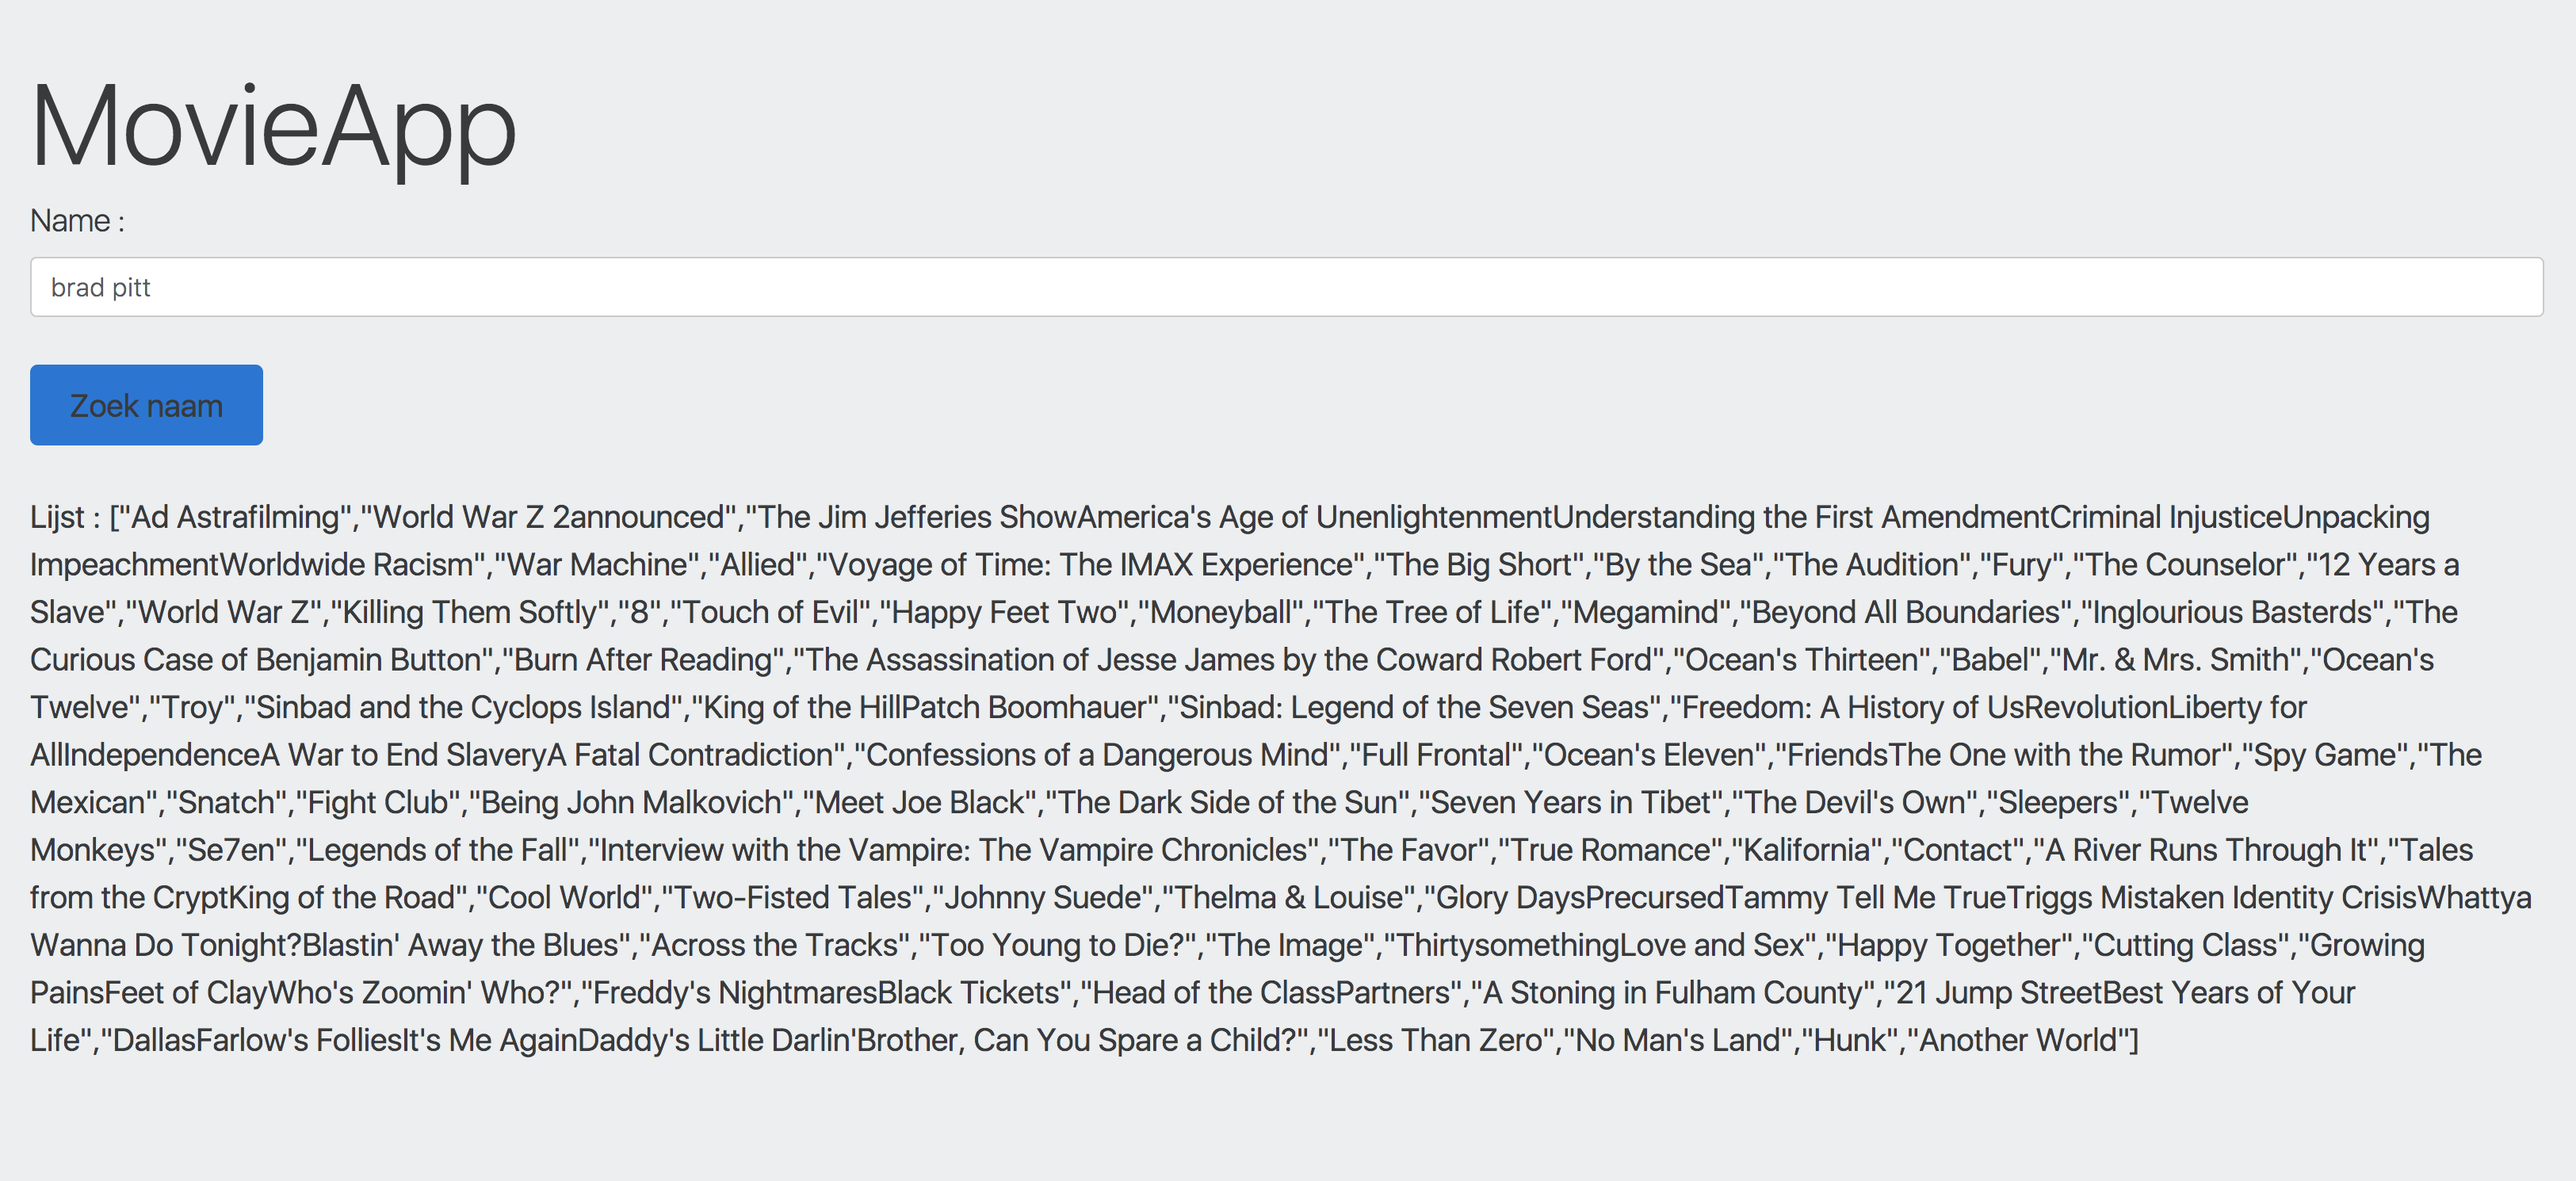 MovieApp
Name :
brad pitt
Zoek naam
Lijst : ["Ad Astrafilming","World War Z 2announced","The Jim Jefferies ShowAmerica's Age of UnenlightenmentUnderstanding the First AmendmentCriminal InjusticeUnpacking
ImpeachmentWorldwide Racism","War Machine","Allied","Voyage of Time: The IMAX Experience","The Big Short","By the Sea","The Audition","Fury","The Counselor","12 Years a
Slave","World War Z","Killing Them Softly","8","Touch of Evil","Happy Feet Two","Moneyball","The Tree of Life","Megamind","Beyond All Boundaries","Inglourious Basterds","The
Curious Case of Benjamin Button","Burn After Reading","The Assassination of Jesse James by the Coward Robert Ford","Ocean's Thirteen","Babel","Mr. & Mrs. Smith","Ocean's
Twelve","Troy","Sinbad and the Cyclops Island","King of the HillPatch Boomhauer","Sinbad: Legend of the Seven Seas","Freedom: A History of UsRevolutionLiberty for
AllIndependenceA War to End SlaveryA Fatal Contradiction","Confessions of a Dangerous Mind","Full Frontal","Ocean's Eleven","FriendsThe One with the Rumor","Spy Game","The
Mexican","Snatch","Fight Club","Being John Malkovich","Meet Joe Black","The Dark Side of the Sun","Seven Years in Tibet","The Devil's Own","Sleepers","Twelve
Monkeys","Se7en","Legends of the Fall","Interview with the Vampire: The Vampire Chronicles","The Favor","True Romance","Kalifornia","Contact","A River Runs Through It","Tales
from the CryptKing of the Road","Cool World","Two-Fisted Tales","Johnny Suede","Thelma & Louise","Glory DaysPrecursedTammy Tell Me TrueTriggs Mistaken Identity CrisisWhattya
Wanna Do Tonight?Blastin' Away the Blues","Across the Tracks","Too Young to Die?","The Image","ThirtysomethingLove and Sex","Happy Together","Cutting Class","Growing
PainsFeet of ClayWho's Zoomin' Who?","Freddy's NightmaresBlack Tickets","Head of the ClassPartners","A Stoning in Fulham County","21 Jump StreetBest Years of Your
Life","DallasFarlow's FolliesIt's Me AgainDaddy's Little Darlin'Brother, Can You Spare a Child?","Less Than Zero","No Man's Land","Hunk","Another World"]